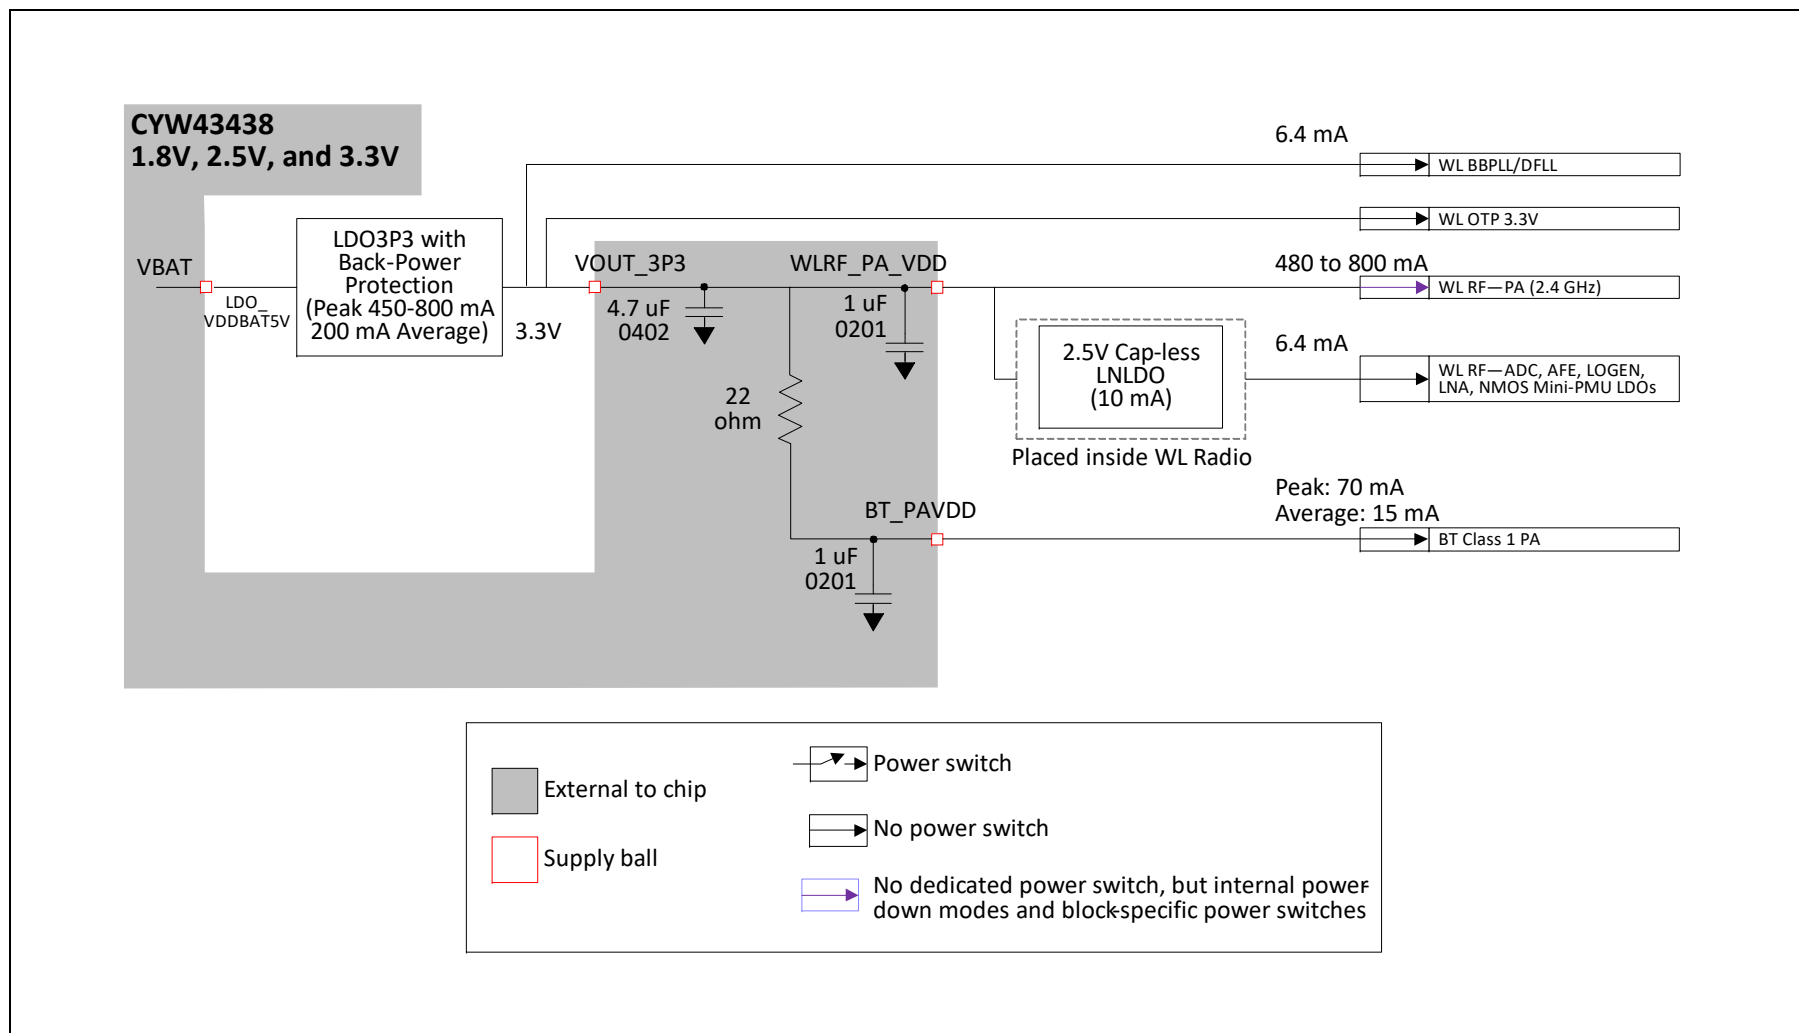 CYW43438
1.8V, 2.5V, and 3.3V
VBAT
LDO_
VDDBAT5V
LDO3P3 with
Back-Power
Protection
(Peak 450-800 mA
200 mA Average)
3.3V
VOUT_3P3
4.7 uF
0402
WLRF_PA_VDD
1 uF
0201
22
ohm
BT_PAVDD
1 uF
0201
6.4 mA
WL BBPLL/DFLL
WL OTP 3.3V
480 to 800 mA
WL RF—PA (2.4 GHz)
2.5V Cap-less
LNLDO
(10 mA)
Placed inside WL Radio
6.4 mA
WL RF—ADC, AFE, LOGEN,
LNA, NMOS Mini-PMU LDOs
Peak: 70 mA
Average: 15 mA
BT Class 1 PA
External to chip
Supply ball
Power switch
No power switch
No dedicated power switch, but internal power-
down modes and block-specific power switches